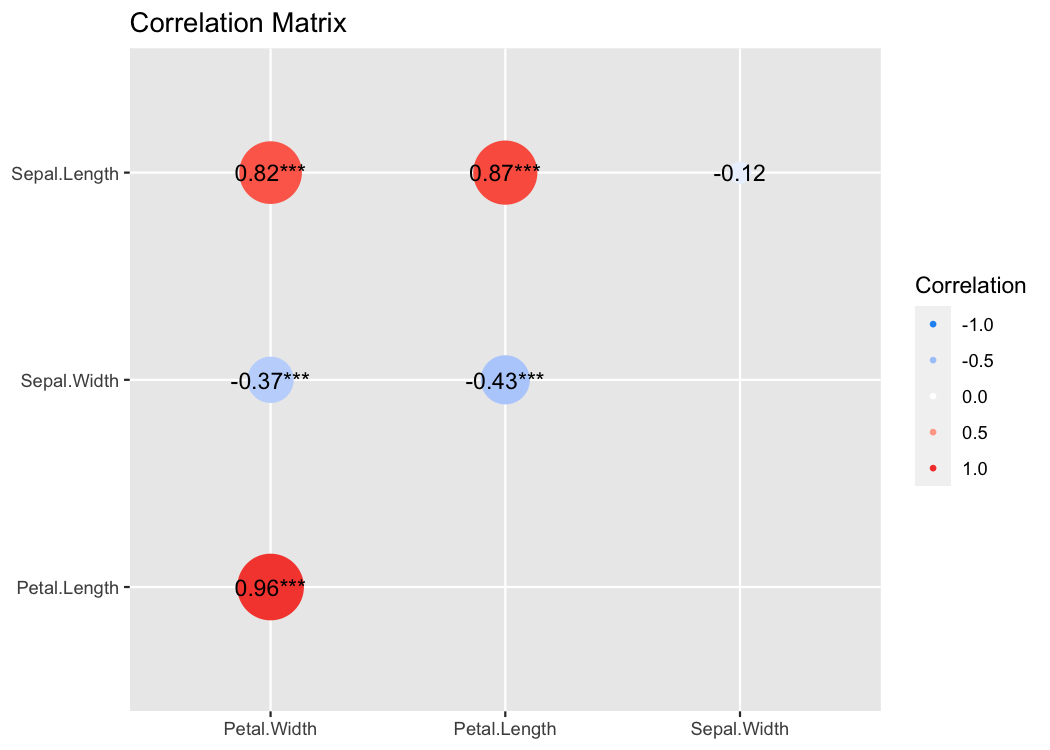 Correlation Matrix
Sepal.Length
0.82***
0.87***
-0.12
Sepal.Width
-0.37***
-0.43***
Petal.Length
0.96***
Petal.Width
Petal.Length
Sepal.Width
Correlation
-1.0
-0.5
0.0
0.5
1.0